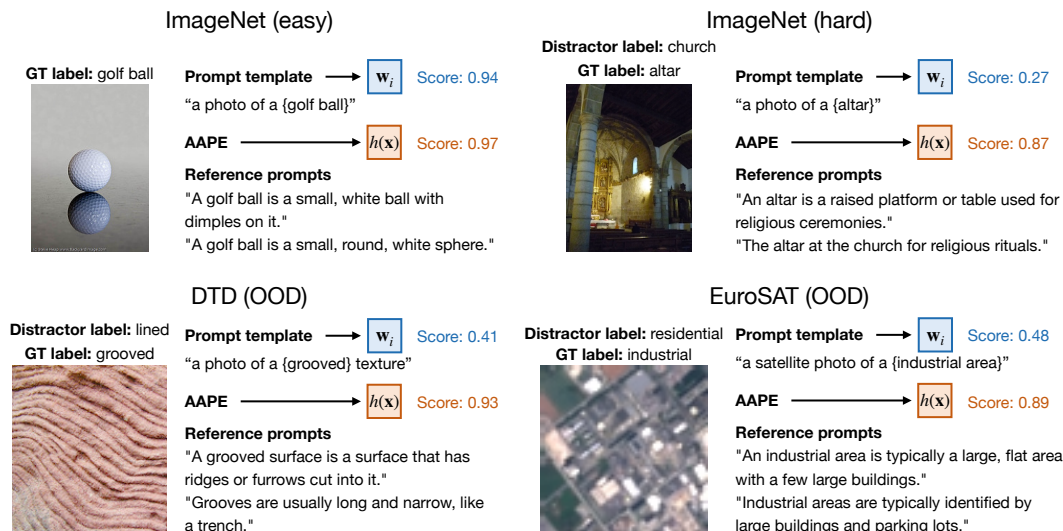 ImageNet (easy)
GT label: golf ball
Prompt template
w_i
Score: 0.94
“a photo of a {golf ball}”
AAPE
h(x)
Score: 0.97
Reference prompts
"A golf ball is a small, white ball with
dimples on it."
"A golf ball is a small, round, white sphere."
ImageNet (hard)
Distractor label: church
GT label: altar
Prompt template
w_i
Score: 0.27
“a photo of a {altar}”
AAPE
h(x)
Score: 0.87
Reference prompts
"An altar is a raised platform or table used for
religious ceremonies."
"The altar at the church for religious rituals."
DTD (OOD)
Distractor label: lined
GT label: grooved
Prompt template
w_i
Score: 0.41
“a photo of a {grooved} texture”
AAPE
h(x)
Score: 0.93
Reference prompts
"A grooved surface is a surface that has
ridges or furrows cut into it."
"Grooves are usually long and narrow, like
a trench."
EuroSAT (OOD)
Distractor label: residential
GT label: industrial
Prompt template
w_i
Score: 0.48
“a satellite photo of a {industrial area}”
AAPE
h(x)
Score: 0.89
Reference prompts
"An industrial area is typically a large, flat area
with a few large buildings."
"Industrial areas are typically identified by
large buildings and parking lots."